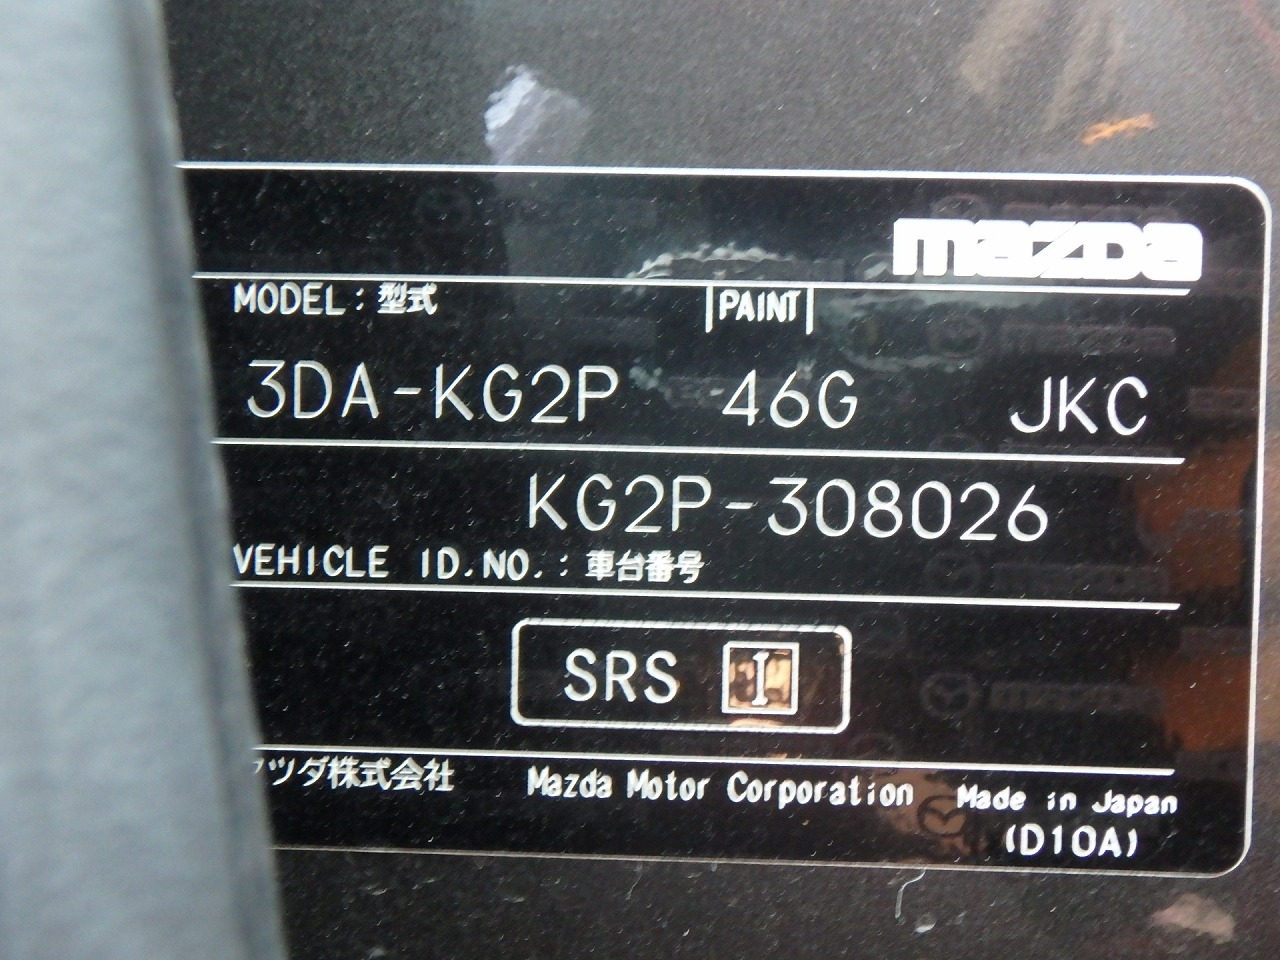 mazda
MODEL : 型式 PAINT
3DA-KG2P 46G JKC
KG2P-308026
VEHICLE ID.NO. : 車台番号
SRS I
マツダ株式会社 Mazda Motor Corporation Made in Japan
(D10A)